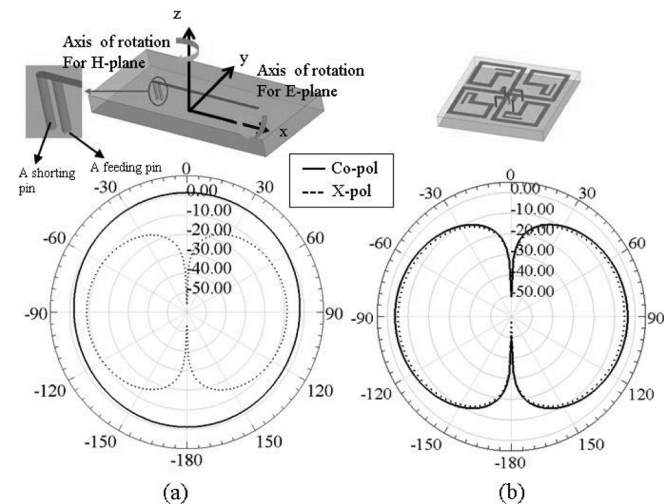 z
Axis of rotation
For H-plane
y
Axis of rotation
For E-plane
x
A shorting
pin
A feeding pin
Co-pol
X-pol
0
-30 30
-60 60
-90 90
-120 120
-150 150
-180
0.00
-10.00
-20.00
-30.00
-40.00
-50.00
(a)
0
-30 30
-60 60
-90 90
-120 120
-150 150
-180
0.00
-10.00
-20.00
-30.00
-40.00
-50.00
(b)